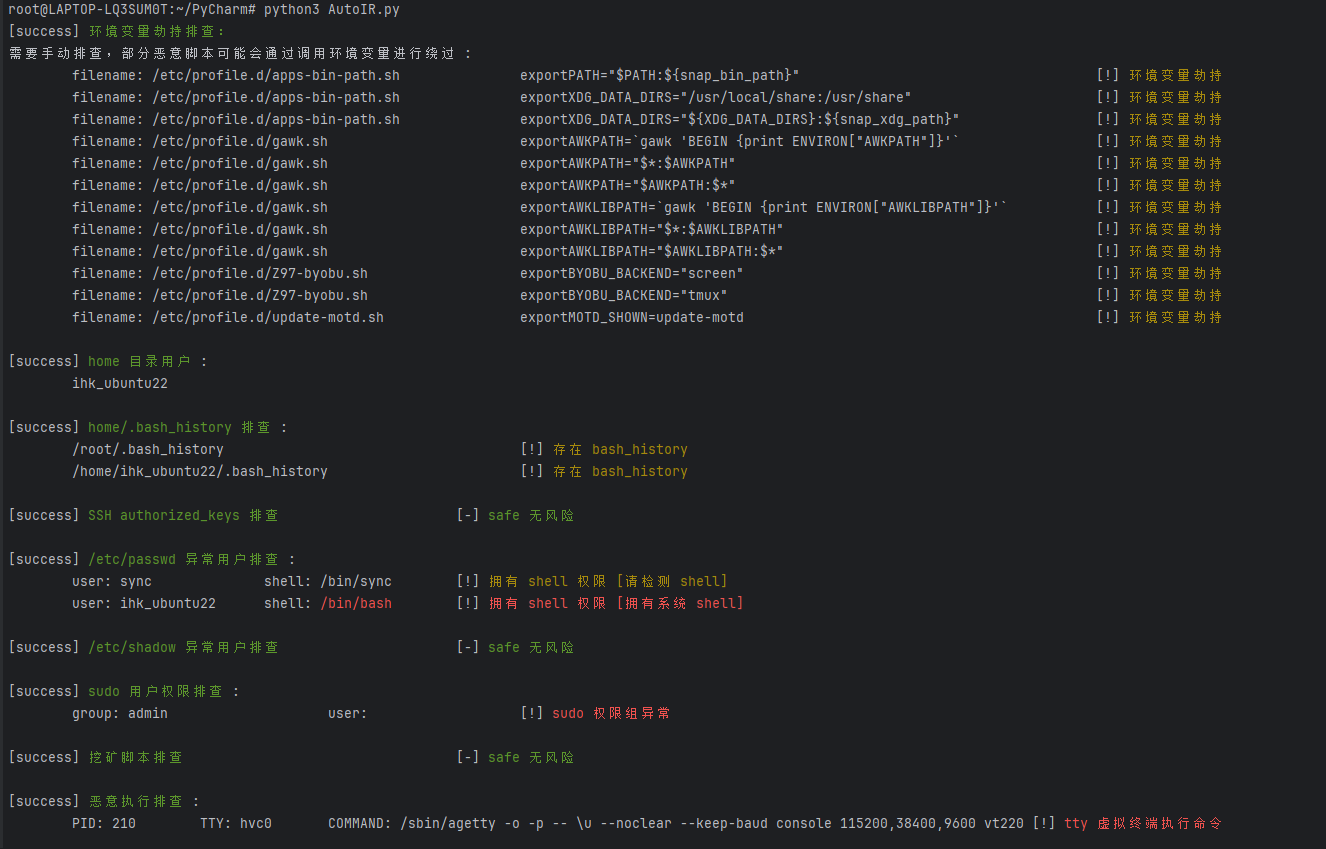 root@LAPTOP-LQ3SUM0T:~/PyCharm# python3 AutoIR.py
[success] 环境变量劫持排查:
需要手动排查,部分恶意脚本可能会通过调用环境变量进行绕过 :
filename: /etc/profile.d/apps-bin-path.sh exportPATH="$PATH:${snap_bin_path}" [!] 环境变量劫持
filename: /etc/profile.d/apps-bin-path.sh exportXDG_DATA_DIRS="/usr/local/share:/usr/share" [!] 环境变量劫持
filename: /etc/profile.d/apps-bin-path.sh exportXDG_DATA_DIRS="${XDG_DATA_DIRS}:${snap_xdg_path}" [!] 环境变量劫持
filename: /etc/profile.d/gawk.sh exportAWKPATH=`gawk 'BEGIN {print ENVIRON["AWKPATH"]}'` [!] 环境变量劫持
filename: /etc/profile.d/gawk.sh exportAWKPATH="$*:$AWKPATH" [!] 环境变量劫持
filename: /etc/profile.d/gawk.sh exportAWKPATH="$AWKPATH:$*" [!] 环境变量劫持
filename: /etc/profile.d/gawk.sh exportAWKLIBPATH=`gawk 'BEGIN {print ENVIRON["AWKLIBPATH"]}'` [!] 环境变量劫持
filename: /etc/profile.d/gawk.sh exportAWKLIBPATH="$*:$AWKLIBPATH" [!] 环境变量劫持
filename: /etc/profile.d/gawk.sh exportAWKLIBPATH="$AWKLIBPATH:$*" [!] 环境变量劫持
filename: /etc/profile.d/Z97-byobu.sh exportBYOBU_BACKEND="screen" [!] 环境变量劫持
filename: /etc/profile.d/Z97-byobu.sh exportBYOBU_BACKEND="tmux" [!] 环境变量劫持
filename: /etc/profile.d/update-motd.sh exportMOTD_SHOWN=update-motd [!] 环境变量劫持
[success] home 目录用户 :
ihk_ubuntu22
[success] home/.bash_history 排查 :
/root/.bash_history [!] 存在 bash_history
/home/ihk_ubuntu22/.bash_history [!] 存在 bash_history
[success] SSH authorized_keys 排查 [-] safe 无风险
[success] /etc/passwd 异常用户排查 :
user: sync shell: /bin/sync [!] 拥有 shell 权限 [请检测 shell]
user: ihk_ubuntu22 shell: /bin/bash [!] 拥有 shell 权限 [拥有系统 shell]
[success] /etc/shadow 异常用户排查 [-] safe 无风险
[success] sudo 用户权限排查 :
group: admin user: [!] sudo 权限组异常
[success] 挖矿脚本排查 [-] safe 无风险
[success] 恶意执行排查 :
PID: 210 TTY: hvc0 COMMAND: /sbin/agetty -o -p -- \u --noclear --keep-baud console 115200,38400,9600 vt220 [!] tty 虚拟终端执行命令